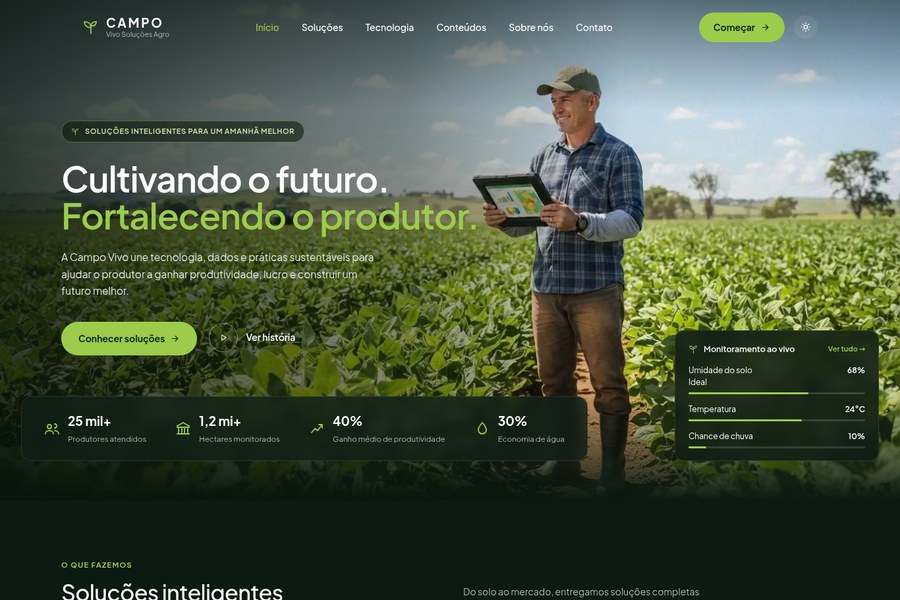 CAMPO
Vivo Soluções Agro
Início
Soluções
Tecnologia
Conteúdos
Sobre nós
Contato
Começar →
SOLUÇÕES INTELIGENTES PARA UM AMANHÃ MELHOR
Cultivando o futuro.
Fortalecendo o produtor.
A Campo Vivo une tecnologia, dados e práticas sustentáveis para
ajudar o produtor a ganhar produtividade, lucro e construir um
futuro melhor.
Conhecer soluções →
Ver história
25 mil+
Produtores atendidos
1,2 mi+
Hectares monitorados
40%
Ganho médio de produtividade
30%
Economia de água
Monitoramento ao vivo
Ver tudo →
Umidade do solo
68%
Ideal
Temperatura
24°C
Chance de chuva
10%
O QUE FAZEMOS
Soluções inteligentes
Do solo ao mercado, entregamos soluções completas